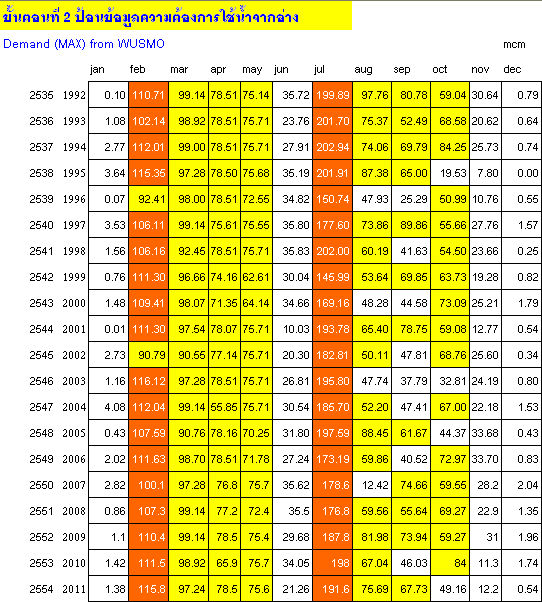 ขั้นตอนที่ 2 ป้อนข้อมูลความต้องการใช้น้ำจากอ่าง
Demand (MAX) from WUSMO mcm
jan feb mar apr may jun jul aug sep oct nov dec
2535 1992 0.10 110.71 99.14 78.51 75.14 35.72 199.89 97.76 80.78 59.04 30.64 0.79
2536 1993 1.08 102.14 98.92 78.51 75.71 23.76 201.70 75.37 52.49 68.58 20.62 0.64
2537 1994 2.77 112.01 99.00 78.51 75.71 27.91 202.94 74.06 69.79 84.25 25.73 0.74
2538 1995 3.64 115.35 97.28 78.50 75.68 35.19 201.91 87.38 65.00 19.53 7.80 0.00
2539 1996 0.07 92.41 98.00 78.51 72.55 34.82 150.74 47.93 25.29 50.99 10.76 0.55
2540 1997 3.53 106.11 99.14 75.61 75.55 35.80 177.60 73.86 89.86 55.66 27.76 1.57
2541 1998 1.56 106.16 92.45 78.51 75.71 35.83 202.00 60.19 41.63 54.50 23.66 0.25
2542 1999 0.76 111.30 96.66 74.16 62.61 30.04 145.99 53.64 69.85 63.73 19.28 0.82
2543 2000 1.48 109.41 98.07 71.35 64.14 34.66 169.16 48.28 44.58 73.09 25.21 1.79
2544 2001 0.01 111.30 97.54 78.07 75.71 10.03 193.78 65.40 78.75 59.08 12.77 0.54
2545 2002 2.73 90.79 90.55 77.14 75.71 20.30 182.81 50.11 47.81 68.76 25.60 0.34
2546 2003 1.16 116.12 97.28 78.51 75.71 26.81 195.80 47.74 37.79 32.81 24.19 0.80
2547 2004 4.08 112.04 99.14 55.85 75.71 30.54 185.70 52.20 47.41 67.00 22.18 1.53
2548 2005 0.43 107.59 90.76 78.16 70.25 31.80 197.59 88.45 61.67 44.37 33.68 0.43
2549 2006 2.02 111.63 98.70 78.51 71.78 27.24 173.19 59.86 40.52 72.97 33.70 0.83
2550 2007 2.82 100.1 97.28 76.8 75.7 35.62 178.6 12.42 74.66 59.55 28.2 2.04
2551 2008 0.86 107.3 99.14 77.2 72.4 35.5 176.8 59.56 55.64 69.27 22.9 1.35
2552 2009 1.1 110.4 99.14 78.5 75.4 29.68 187.8 81.98 73.94 59.27 31 1.96
2553 2010 1.42 111.5 98.92 65.9 75.7 34.05 198 67.04 46.03 84 11.3 1.74
2554 2011 1.38 115.8 97.24 78.5 75.6 21.26 191.6 75.69 67.73 49.16 12.2 0.54